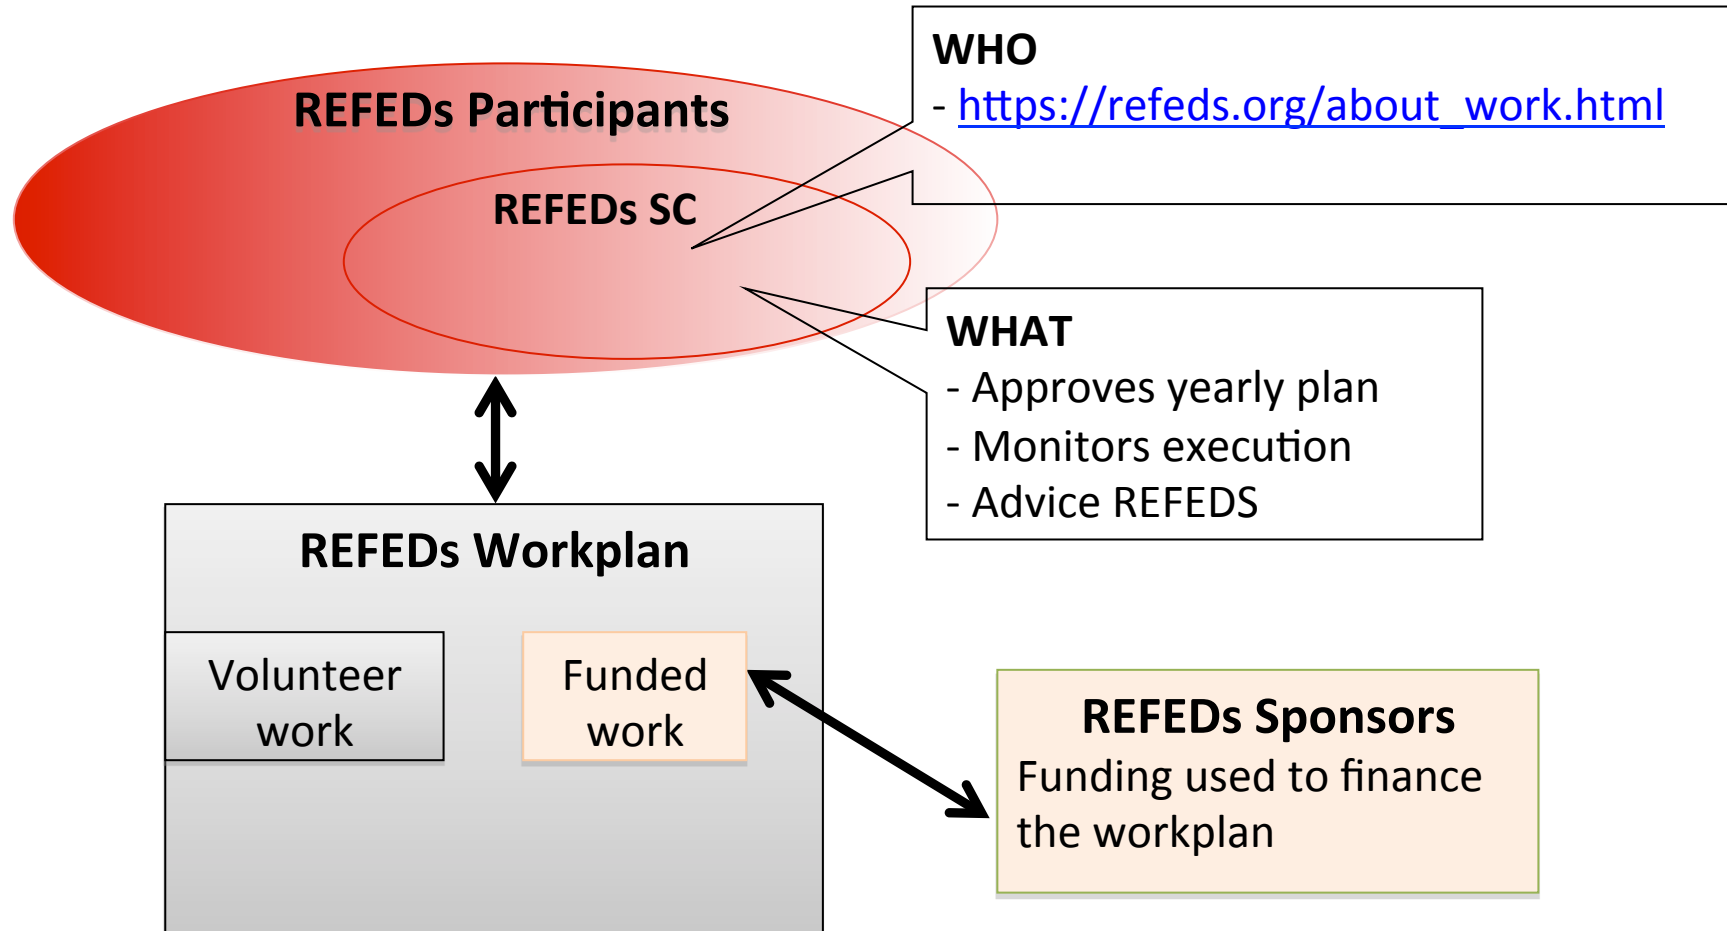 WHO
- https://refeds.org/about_work.html
REFEDs Participants
REFEDs SC
WHAT
- Approves yearly plan
- Monitors execution
- Advice REFEDS
REFEDs Workplan
Volunteer
work
Funded
work
REFEDs Sponsors
Funding used to finance
the workplan